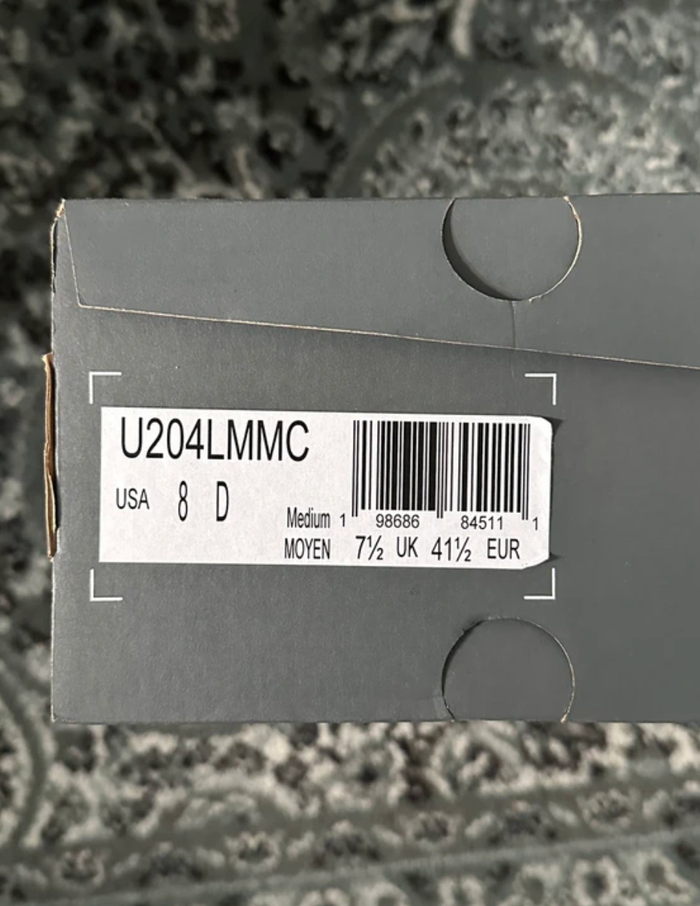 U204LMMC
USA 8 D
Medium 1 98686 84511 1
MOYEN 7½ UK 41½ EUR